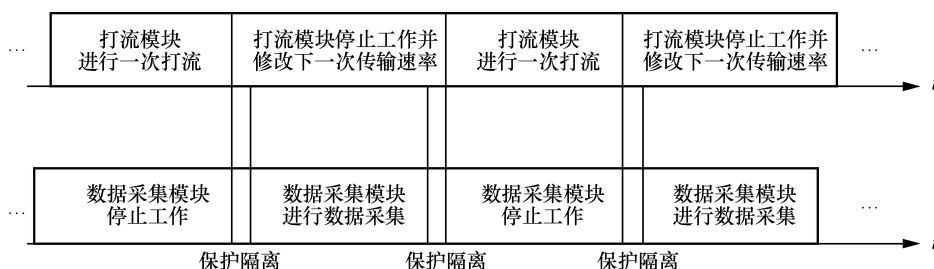 …
打流模块
进行一次打流
打流模块停止工作并
修改下一次传输速率
打流模块
进行一次打流
打流模块停止工作并
修改下一次传输速率
…
…
数据采集模块
停止工作
数据采集模块
进行数据采集
数据采集模块
停止工作
数据采集模块
进行数据采集
…
保护隔离
保护隔离
保护隔离